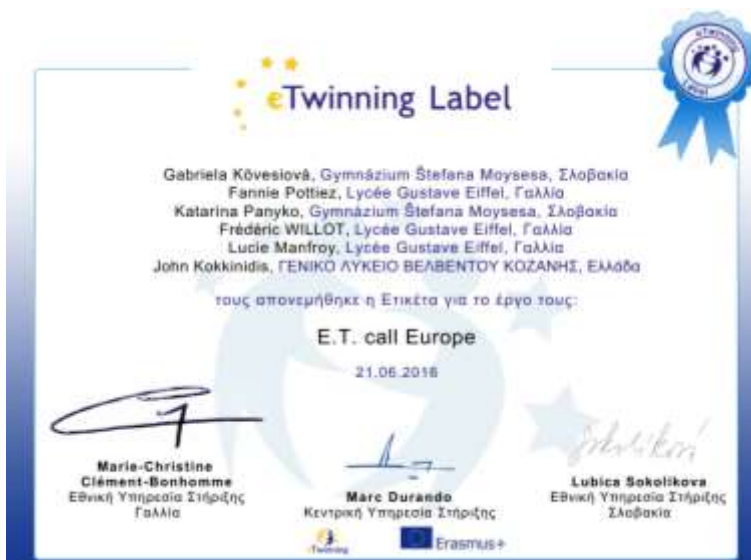 eTwinning
Label
eTwinning Label
Gabriela Kövesiová, Gymnázium Štefana Moysesa, Σλοβακία
Fannie Pottiez, Lycée Gustave Eiffel, Γαλλία
Katarina Panyko, Gymnázium Štefana Moysesa, Σλοβακία
Frédéric WILLOT, Lycée Gustave Eiffel, Γαλλία
Lucie Manfroy, Lycée Gustave Eiffel, Γαλλία
John Kokkinidis, ΓΕΝΙΚΟ ΛΥΚΕΙΟ ΒΕΛΒΕΝΤΟΥ ΚΟΖΑΝΗΣ, Ελλάδα
τους απονεμήθηκε η Ετικέτα για το έργο τους:
E.T. call Europe
21.06.2016
Marie-Christine
Clément-Bonhomme
Εθνική Υπηρεσία Στήριξης
Γαλλία
Marc Durando
Κεντρική Υπηρεσία Στήριξης
Lubica Sokolikova
Εθνική Υπηρεσία Στήριξης
Σλοβακία
eTwinning
Erasmus+